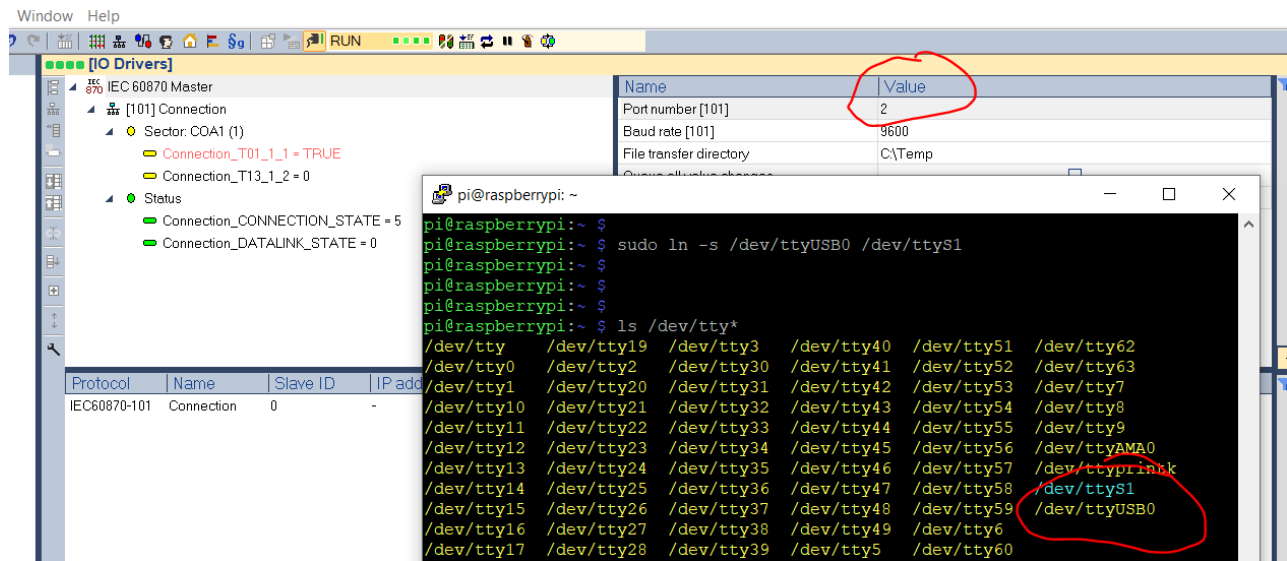 Window Help
§g RUN
[IO Drivers]
IEC 870 IEC 60870 Master
[101] Connection
Sector: COA1 (1)
Connection_T01_1_1 = TRUE
Connection_T13_1_2 = 0
Status
Connection_CONNECTION_STATE = 5
Connection_DATALINK_STATE = 0
Name Value
Port number [101] 2
Baud rate [101] 9600
File transfer directory C:\Temp
Queue all value changes
Protocol Name Slave ID IP add
IEC60870-101 Connection 0 -
pi@raspberrypi: ~
pi@raspberrypi:~ $
pi@raspberrypi:~ $ sudo ln -s /dev/ttyUSB0 /dev/ttyS1
pi@raspberrypi:~ $
pi@raspberrypi:~ $
pi@raspberrypi:~ $
pi@raspberrypi:~ $ ls /dev/tty*
/dev/tty /dev/tty19 /dev/tty3 /dev/tty40 /dev/tty51 /dev/tty62
/dev/tty0 /dev/tty2 /dev/tty30 /dev/tty41 /dev/tty52 /dev/tty63
/dev/tty1 /dev/tty20 /dev/tty31 /dev/tty42 /dev/tty53 /dev/tty7
/dev/tty10 /dev/tty21 /dev/tty32 /dev/tty43 /dev/tty54 /dev/tty8
/dev/tty11 /dev/tty22 /dev/tty33 /dev/tty44 /dev/tty55 /dev/tty9
/dev/tty12 /dev/tty23 /dev/tty34 /dev/tty45 /dev/tty56 /dev/ttyAMA0
/dev/tty13 /dev/tty24 /dev/tty35 /dev/tty46 /dev/tty57 /dev/ttyprintk
/dev/tty14 /dev/tty25 /dev/tty36 /dev/tty47 /dev/tty58 /dev/ttyS1
/dev/tty15 /dev/tty26 /dev/tty37 /dev/tty48 /dev/tty59 /dev/ttyUSB0
/dev/tty16 /dev/tty27 /dev/tty38 /dev/tty49 /dev/tty6
/dev/tty17 /dev/tty28 /dev/tty39 /dev/tty5 /dev/tty60